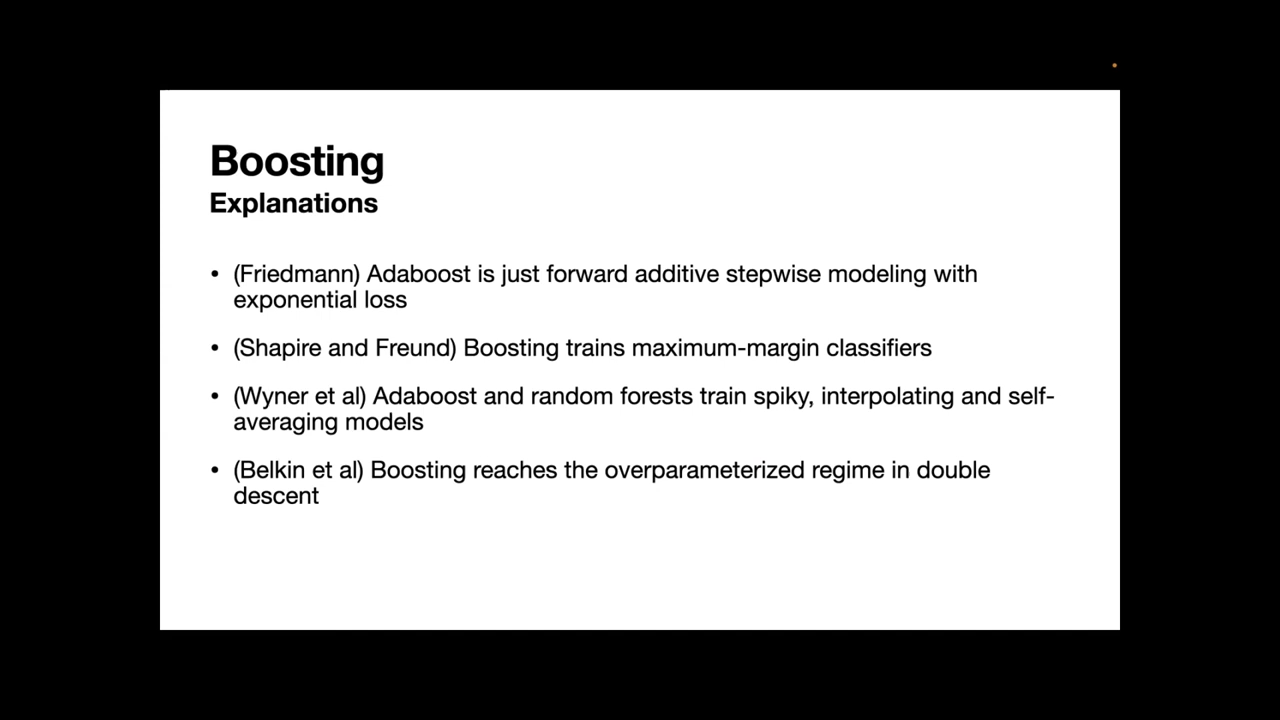 Boosting
Explanations
• (Friedmann) Adaboost is just forward additive stepwise modeling with
exponential loss
• (Shapire and Freund) Boosting trains maximum-margin classifiers
• (Wyner et al) Adaboost and random forests train spiky, interpolating and self-
averaging models
• (Belkin et al) Boosting reaches the overparameterized regime in double
descent